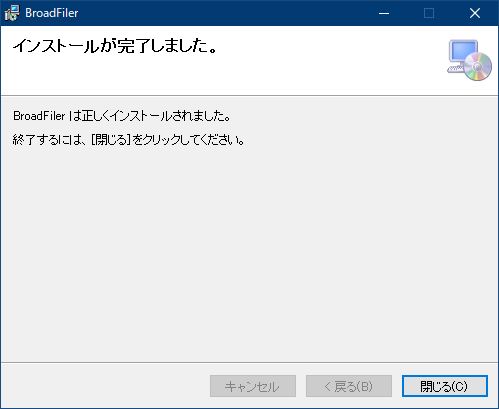 BroadFiler
インストールが完了しました。
BroadFiler は正しくインストールされました。
終了するには、[閉じる]をクリックしてください。
キャンセル
< 戻る(B)
閉じる(C)